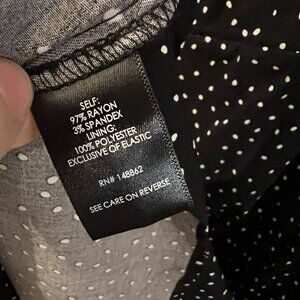 SELF:
97% RAYON
3% SPANDEX
LINING:
100% POLYESTER
EXCLUSIVE OF ELASTIC
RN# 148862
SEE CARE ON REVERSE